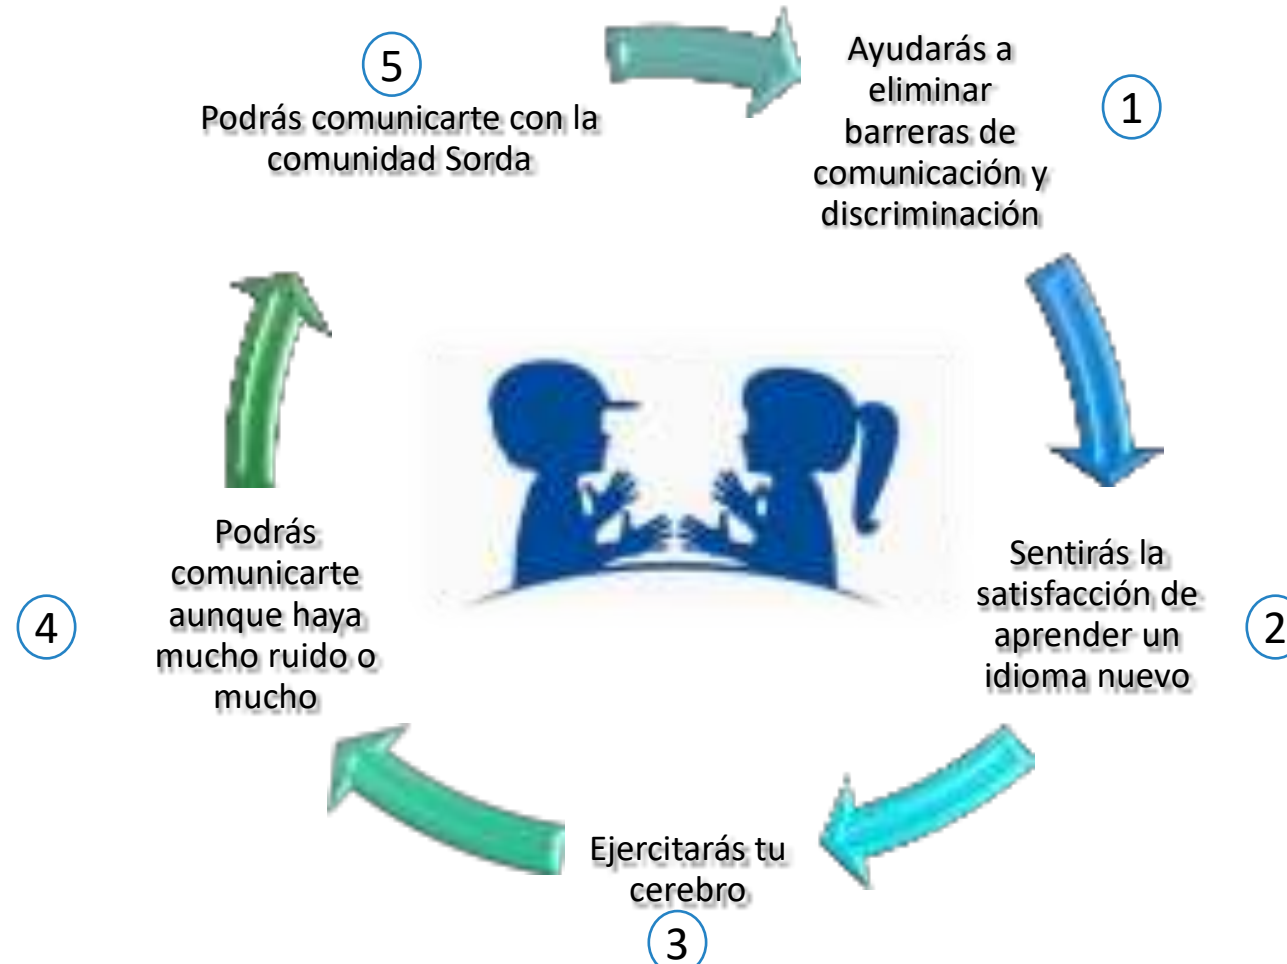 Ayudarás a
eliminar
barreras de
comunicación y
discriminación
1
Sentirás la
satisfacción de
aprender un
idioma nuevo
2
Ejercitarás tu
cerebro
3
Podrás
comunicarte
aunque haya
mucho ruido o
mucho
4
5
Podrás comunicarte con la
comunidad Sorda